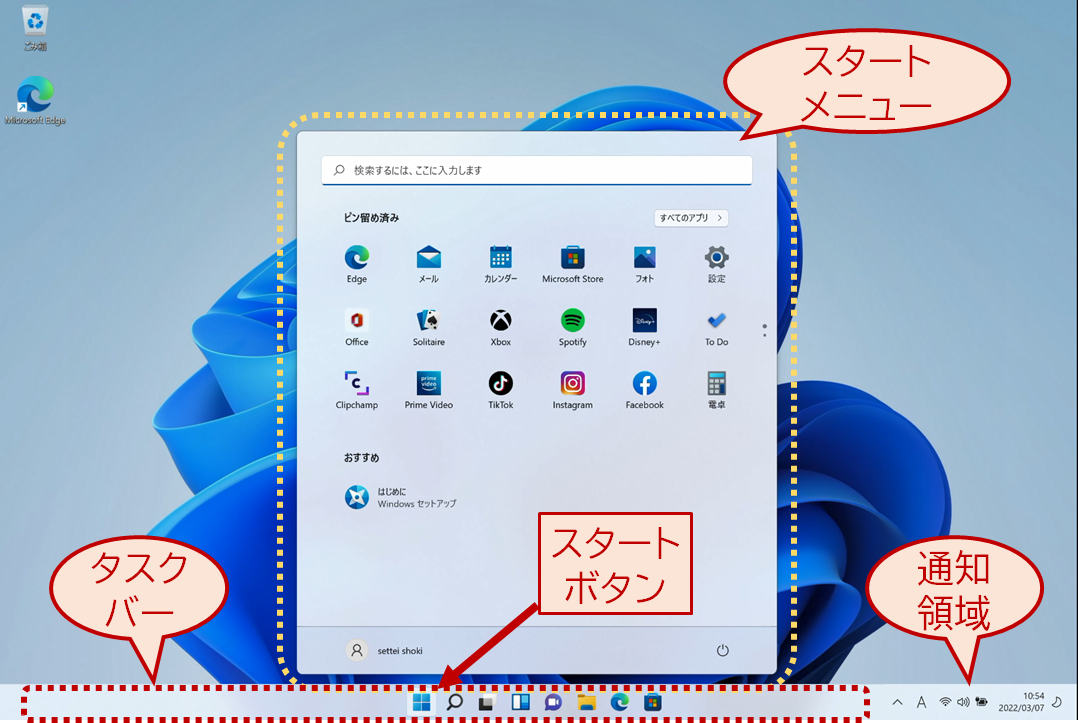 ごみ箱
Microsoft Edge
スタート
メニュー
検索するには、ここに入力します
ピン留め済み
すべてのアプリ
Edge
メール
カレンダー
Microsoft Store
フォト
設定
Office
Solitaire
Xbox
Spotify
Disney+
Disney+
To Do
C
prime video
Clipchamp
Prime Video
TikTok
Instagram
Facebook
電卓
おすすめ
はじめに
Windows セットアップ
スタート
ボタン
タスク
バー
通知
領域
settei shoki
A
10:54
2022/03/07